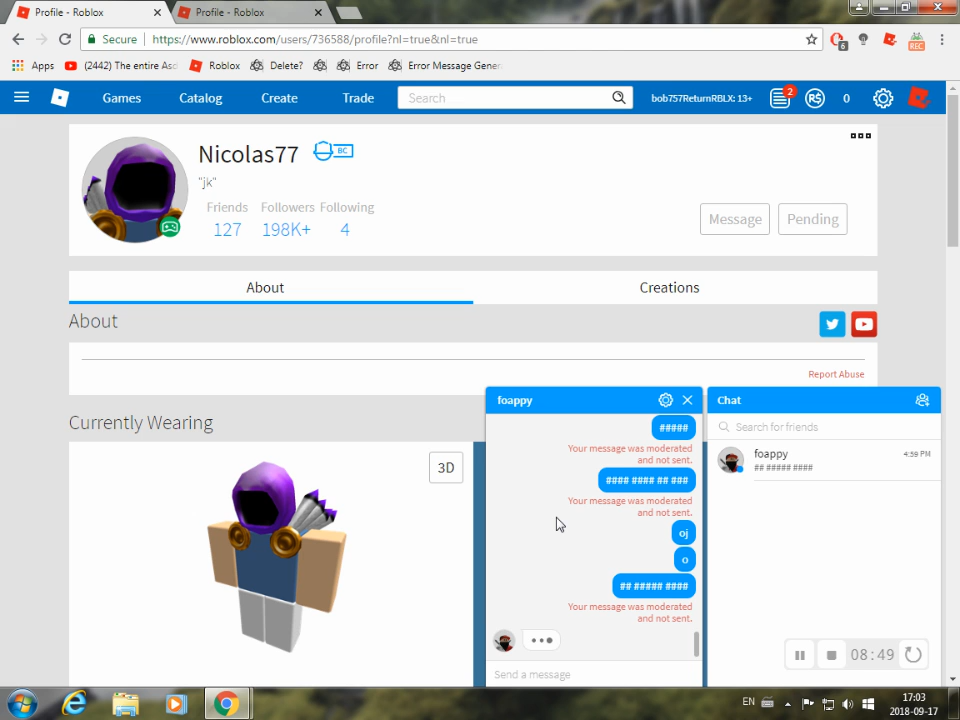 Profile - Roblox
Profile - Roblox
Secure https://www.roblox.com/users/736588/profile?nl=true&nl=true
6
REC
Apps (2442) The entire Asc Roblox Delete? Error Error Message Gener
Games Catalog Create Trade Search bob757ReturnRBLX: 13+ 2 R$ 0
Nicolas77 BC
"jk"
Friends Followers Following
127 198K+ 4
Message Pending
About Creations
About
Report Abuse
Currently Wearing
3D
foappy
#####
Your message was moderated
and not sent.
#### #### ## ###
Your message was moderated
and not sent.
oj
o
## ##### ####
Your message was moderated
and not sent.
Send a message
Chat
Search for friends
foappy 4:59 PM
## ##### ####
08:49
EN 17:03
2018-09-17